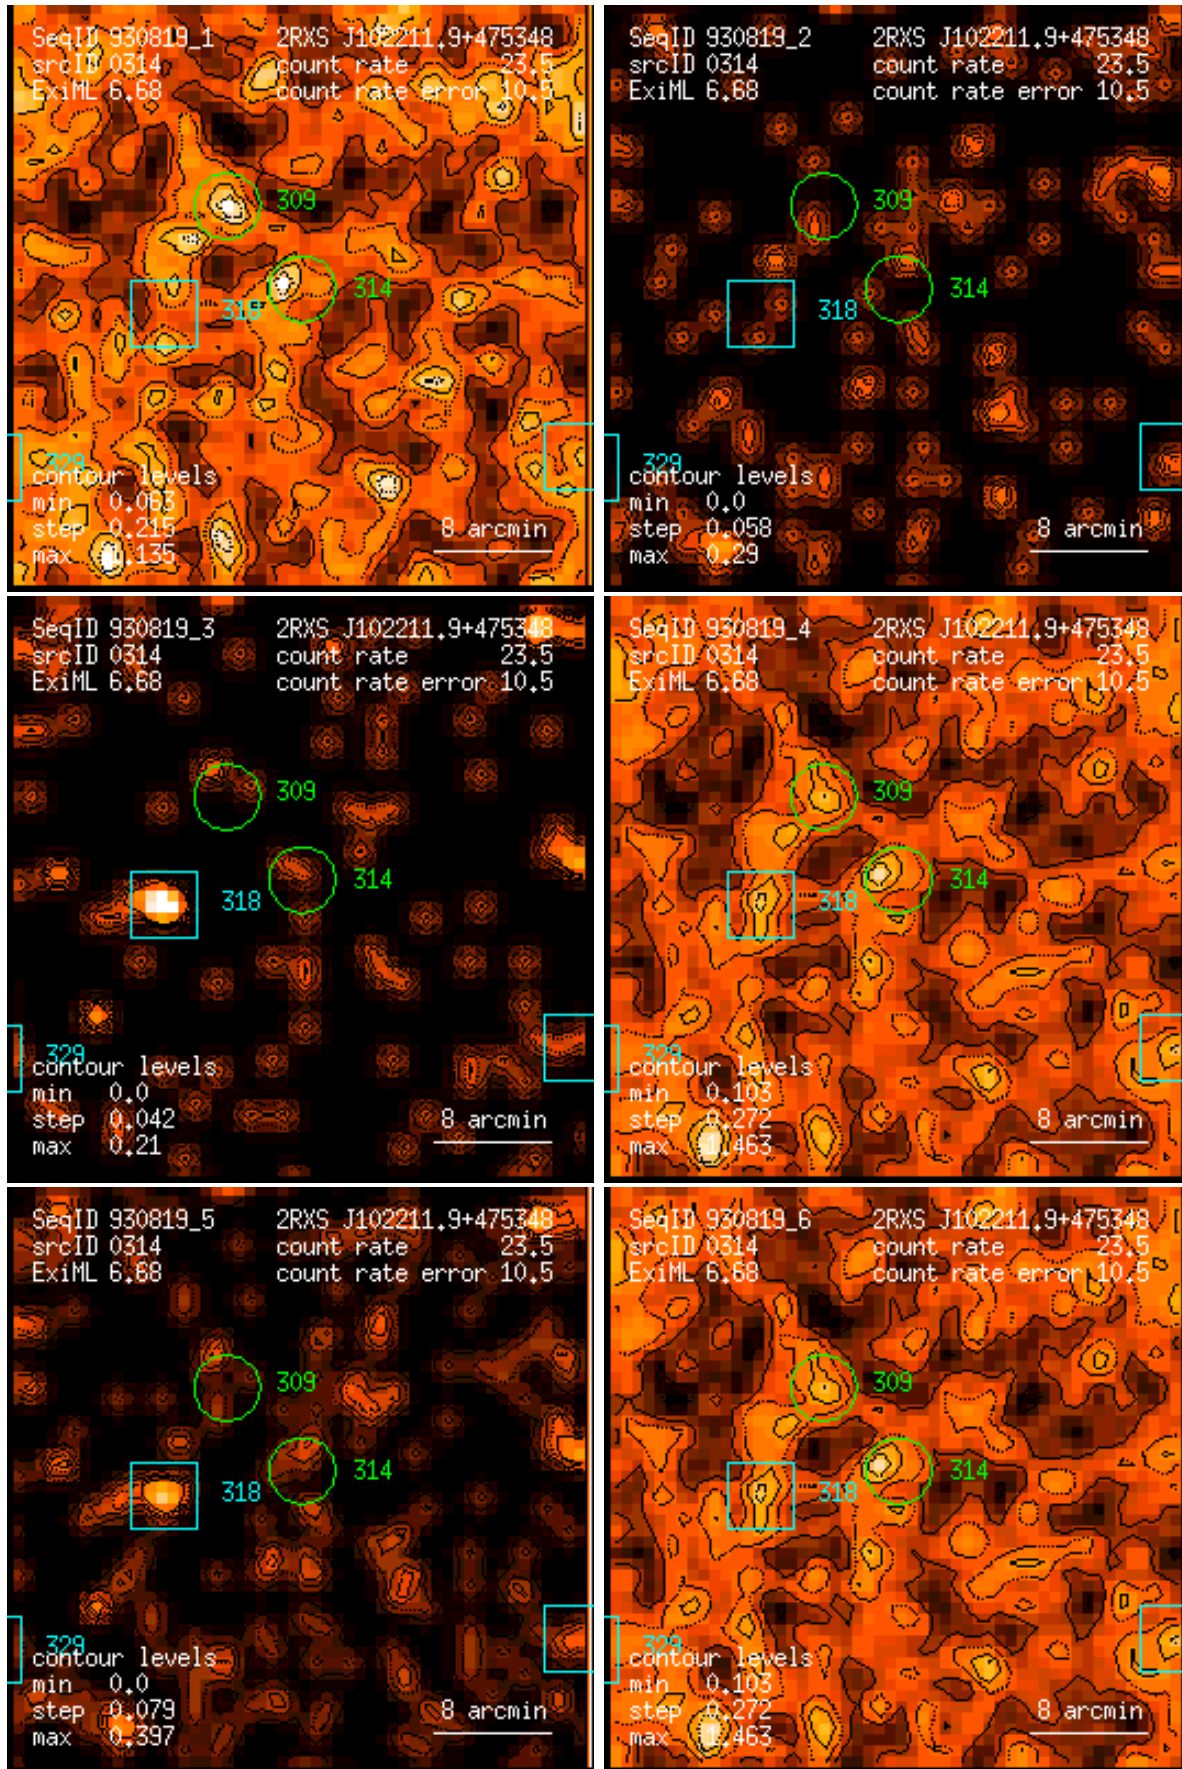 SeqID 930819_1 2RXS J102211.9+475348
srcID 0314 count rate 23.5
ExiML 6.68 count rate error 10.5
309
314
318
329
contour levels
min 0.063
step 0.215 8 arcmin
max 1.135
SeqID 930819_2 2RXS J102211.9+475348
srcID 0314 count rate 23.5
ExiML 6.68 count rate error 10.5
309
314
318
329
contour levels
min 0.0
step 0.058 8 arcmin
max 0.29
SeqID 930819_3 2RXS J102211.9+475348
srcID 0314 count rate 23.5
ExiML 6.68 count rate error 10.5
309
314
318
329
contour levels
min 0.0
step 0.042 8 arcmin
max 0.21
SeqID 930819_4 2RXS J102211.9+475348
srcID 0314 count rate 23.5
ExiML 6.68 count rate error 10.5
309
314
318
329
contour levels
min 0.103
step 0.272 8 arcmin
max 1.463
SeqID 930819_5 2RXS J102211.9+475348
srcID 0314 count rate 23.5
ExiML 6.68 count rate error 10.5
309
314
318
329
contour levels
min 0.0
step 0.079 8 arcmin
max 0.397
SeqID 930819_6 2RXS J102211.9+475348
srcID 0314 count rate 23.5
ExiML 6.68 count rate error 10.5
309
314
318
329
contour levels
min 0.103
step 0.272 8 arcmin
max 1.463